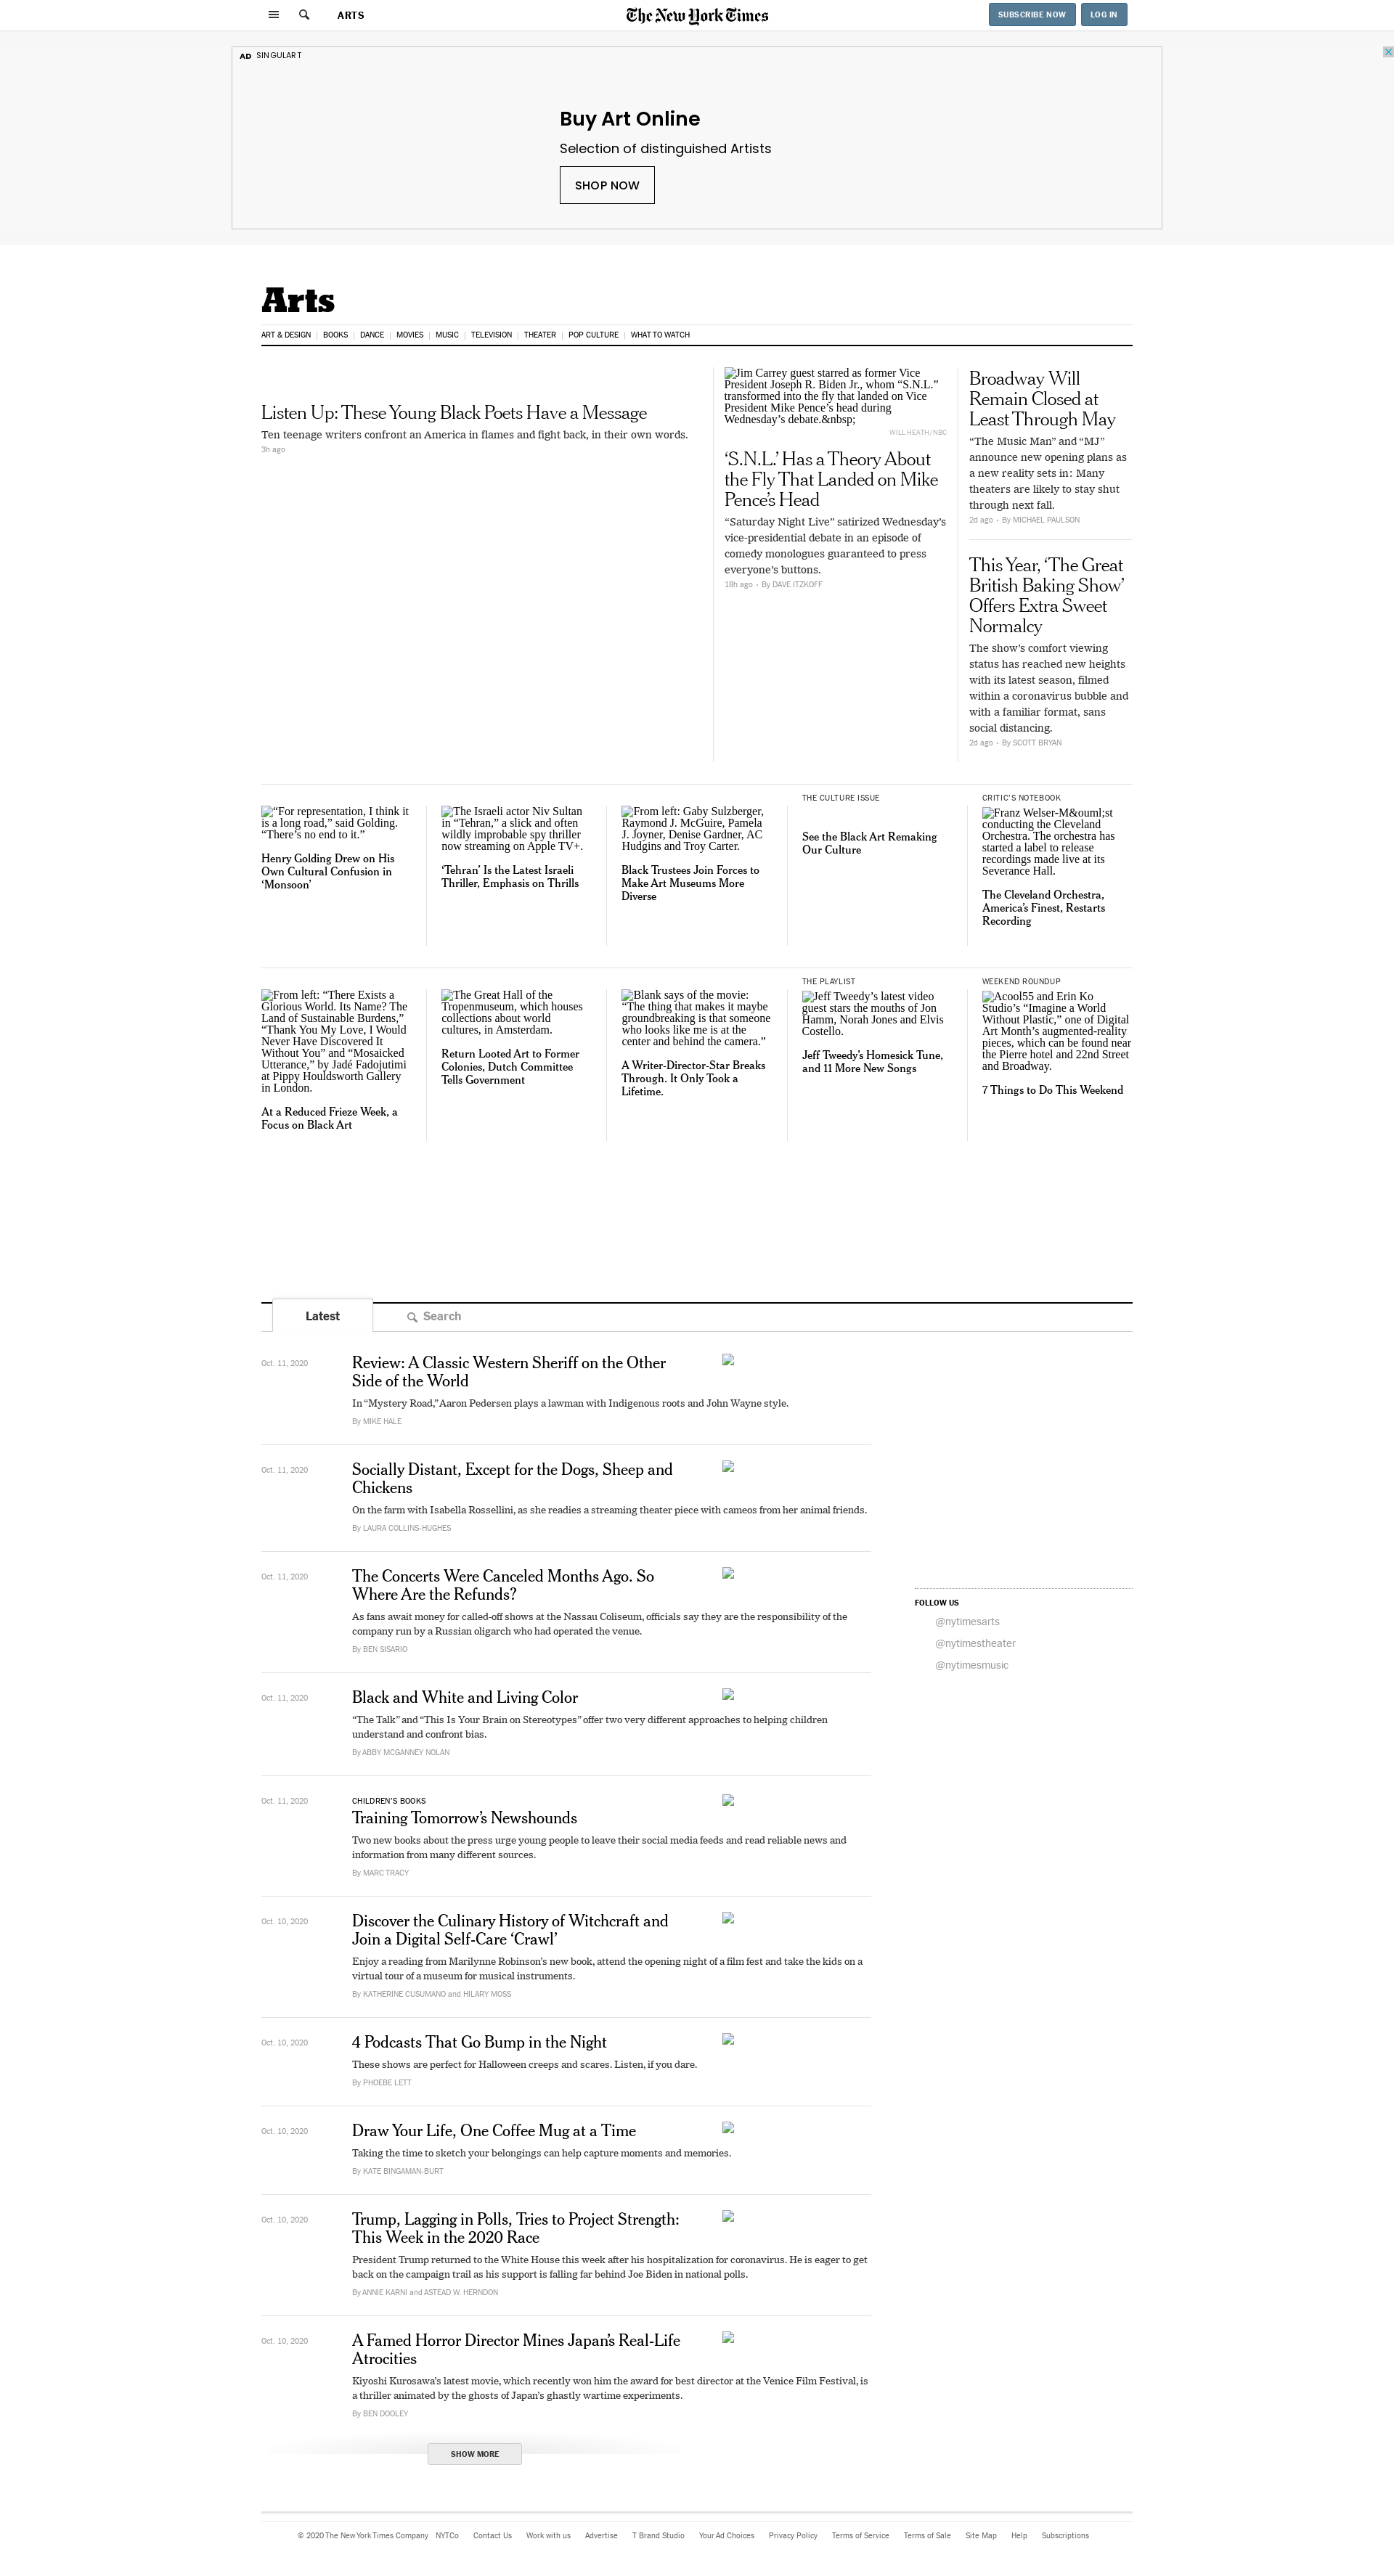 ARTS
The New York Times
SUBSCRIBE NOW
LOG IN
AD SINGULART
Buy Art Online
Selection of distinguished Artists
SHOP NOW
Arts
ART & DESIGN | BOOKS | DANCE | MOVIES | MUSIC | TELEVISION | THEATER | POP CULTURE | WHAT TO WATCH
Listen Up: These Young Black Poets Have a Message
Ten teenage writers confront an America in flames and fight back, in their own words.
3h ago
Jim Carrey guest starred as former Vice
President Joseph R. Biden Jr., whom “S.N.L.”
transformed into the fly that landed on Vice
President Mike Pence’s head during
Wednesday’s debate.&nbsp;
WILL HEATH/NBC
‘S.N.L.’ Has a Theory About
the Fly That Landed on Mike
Pence’s Head
“Saturday Night Live” satirized Wednesday’s
vice-presidential debate in an episode of
comedy monologues guaranteed to press
everyone’s buttons.
18h ago · By DAVE ITZKOFF
Broadway Will
Remain Closed at
Least Through May
“The Music Man” and “MJ”
announce new opening plans as
a new reality sets in: Many
theaters are likely to stay shut
through next fall.
2d ago · By MICHAEL PAULSON
This Year, ‘The Great
British Baking Show’
Offers Extra Sweet
Normalcy
The show’s comfort viewing
status has reached new heights
with its latest season, filmed
within a coronavirus bubble and
with a familiar format, sans
social distancing.
2d ago · By SCOTT BRYAN
“For representation, I think it
is a long road,” said Golding.
“There’s no end to it.”
Henry Golding Drew on His
Own Cultural Confusion in
‘Monsoon’
The Israeli actor Niv Sultan
in “Tehran,” a slick and often
wildly improbable spy thriller
now streaming on Apple TV+.
‘Tehran’ Is the Latest Israeli
Thriller, Emphasis on Thrills
From left: Gaby Sulzberger,
Raymond J. McGuire, Pamela
J. Joyner, Denise Gardner, AC
Hudgins and Troy Carter.
Black Trustees Join Forces to
Make Art Museums More
Diverse
THE CULTURE ISSUE
See the Black Art Remaking
Our Culture
CRITIC’S NOTEBOOK
Franz Welser-M&ouml;st
conducting the Cleveland
Orchestra. The orchestra has
started a label to release
recordings made live at its
Severance Hall.
The Cleveland Orchestra,
America’s Finest, Restarts
Recording
From left: “There Exists a
Glorious World. Its Name? The
Land of Sustainable Burdens,”
“Thank You My Love, I Would
Never Have Discovered It
Without You” and “Mosaicked
Utterance,” by Jadé Fadojutimi
at Pippy Houldsworth Gallery
in London.
At a Reduced Frieze Week, a
Focus on Black Art
The Great Hall of the
Tropenmuseum, which houses
collections about world
cultures, in Amsterdam.
Return Looted Art to Former
Colonies, Dutch Committee
Tells Government
Blank says of the movie:
“The thing that makes it maybe
groundbreaking is that someone
who looks like me is at the
center and behind the camera.”
A Writer-Director-Star Breaks
Through. It Only Took a
Lifetime.
THE PLAYLIST
Jeff Tweedy’s latest video
guest stars the mouths of Jon
Hamm, Norah Jones and Elvis
Costello.
Jeff Tweedy’s Homesick Tune,
and 11 More New Songs
WEEKEND ROUNDUP
Acool55 and Erin Ko
Studio’s “Imagine a World
Without Plastic,” one of Digital
Art Month’s augmented-reality
pieces, which can be found near
the Pierre hotel and 22nd Street
and Broadway.
7 Things to Do This Weekend
Latest
Search
Oct. 11, 2020
Review: A Classic Western Sheriff on the Other
Side of the World
In “Mystery Road,” Aaron Pedersen plays a lawman with Indigenous roots and John Wayne style.
By MIKE HALE
Oct. 11, 2020
Socially Distant, Except for the Dogs, Sheep and
Chickens
On the farm with Isabella Rossellini, as she readies a streaming theater piece with cameos from her animal friends.
By LAURA COLLINS-HUGHES
Oct. 11, 2020
The Concerts Were Canceled Months Ago. So
Where Are the Refunds?
As fans await money for called-off shows at the Nassau Coliseum, officials say they are the responsibility of the
company run by a Russian oligarch who had operated the venue.
By BEN SISARIO
FOLLOW US
@nytimesarts
@nytimestheater
@nytimesmusic
Oct. 11, 2020
Black and White and Living Color
“The Talk” and “This Is Your Brain on Stereotypes” offer two very different approaches to helping children
understand and confront bias.
By ABBY MCGANNEY NOLAN
Oct. 11, 2020
CHILDREN’S BOOKS
Training Tomorrow’s Newshounds
Two new books about the press urge young people to leave their social media feeds and read reliable news and
information from many different sources.
By MARC TRACY
Oct. 10, 2020
Discover the Culinary History of Witchcraft and
Join a Digital Self-Care ‘Crawl’
Enjoy a reading from Marilynne Robinson’s new book, attend the opening night of a film fest and take the kids on a
virtual tour of a museum for musical instruments.
By KATHERINE CUSUMANO and HILARY MOSS
Oct. 10, 2020
4 Podcasts That Go Bump in the Night
These shows are perfect for Halloween creeps and scares. Listen, if you dare.
By PHOEBE LETT
Oct. 10, 2020
Draw Your Life, One Coffee Mug at a Time
Taking the time to sketch your belongings can help capture moments and memories.
By KATE BINGAMAN-BURT
Oct. 10, 2020
Trump, Lagging in Polls, Tries to Project Strength:
This Week in the 2020 Race
President Trump returned to the White House this week after his hospitalization for coronavirus. He is eager to get
back on the campaign trail as his support is falling far behind Joe Biden in national polls.
By ANNIE KARNI and ASTEAD W. HERNDON
Oct. 10, 2020
A Famed Horror Director Mines Japan’s Real-Life
Atrocities
Kiyoshi Kurosawa’s latest movie, which recently won him the award for best director at the Venice Film Festival, is
a thriller animated by the ghosts of Japan’s ghastly wartime experiments.
By BEN DOOLEY
SHOW MORE
© 2020 The New York Times Company NYTCo Contact Us Work with us Advertise T Brand Studio Your Ad Choices Privacy Policy Terms of Service Terms of Sale Site Map Help Subscriptions